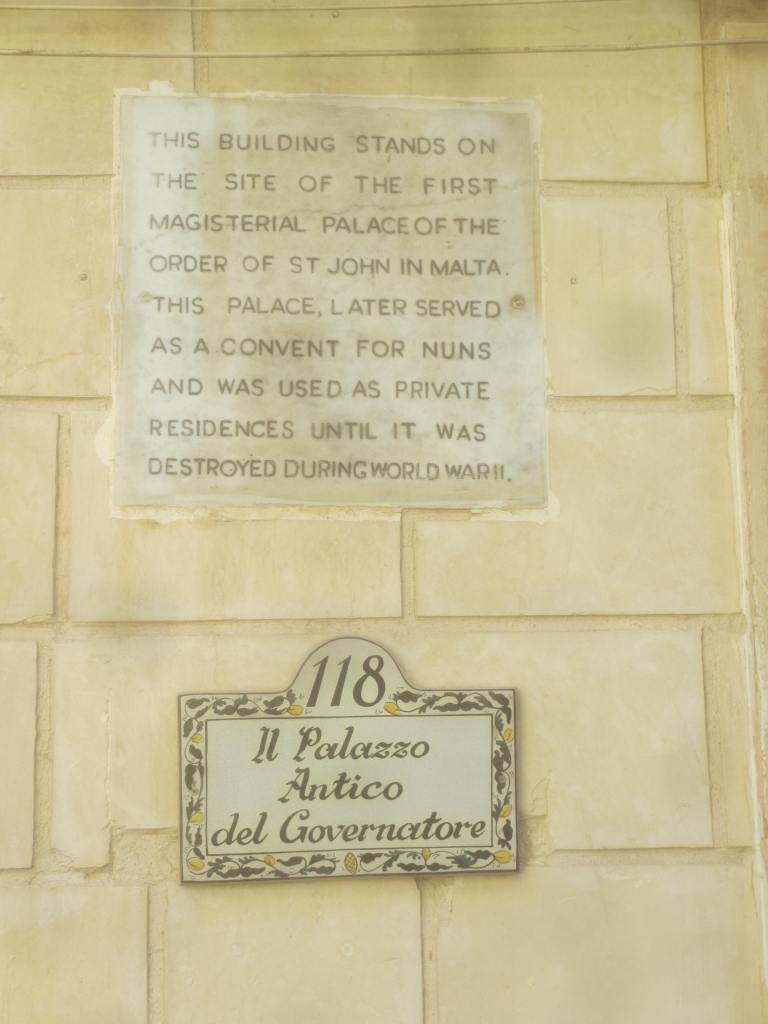 THIS BUILDING STANDS ON
THE SITE OF THE FIRST
MAGISTERIAL PALACE OF THE
ORDER OF ST JOHN IN MALTA.
THIS PALACE, LATER SERVED
AS A CONVENT FOR NUNS
AND WAS USED AS PRIVATE
RESIDENCES UNTIL IT WAS
DESTROYED DURING WORLD WAR II.
118
Il Palazzo
Antico
del Governatore